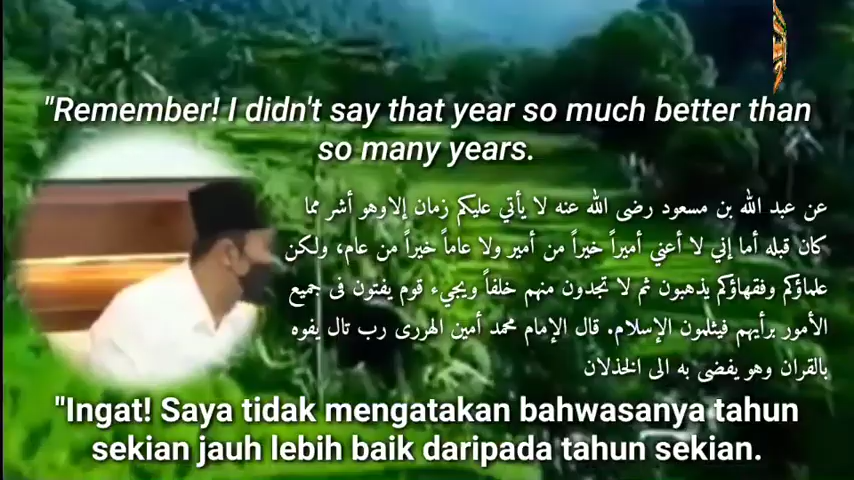 "Remember! I didn't say that year so much better than
so many years.
عن عبد الله بن مسعود رضى الله عنه لا يأتي عليكم زمان إلا وهو أشر مما
كان قبله أما إني لا أعني أميراً خيراً من أمير ولا عاماً خيراً من عام، ولكن
علماؤكم وفقهاؤكم يذهبون ثم لا تجدون منهم خلفاً ويجيء قوم يفتون فى جميع
الأمور برأيهم فيثلمون الإسلام. قال الإمام محمد أمين الهررى رب تال يفوه
بالقران وهو يفضى به الى الخذلان
"Ingat! Saya tidak mengatakan bahwasanya tahun
sekian jauh lebih baik daripada tahun sekian.